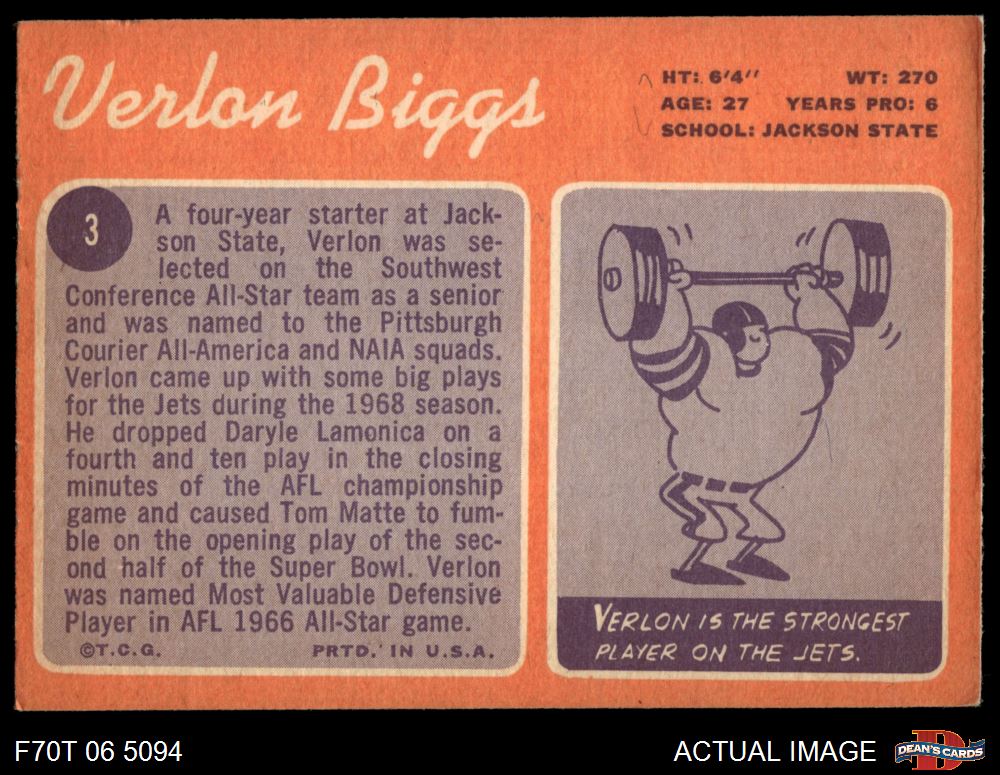 Verlon Biggs
HT: 6'4'' WT: 270
AGE: 27 YEARS PRO: 6
SCHOOL: JACKSON STATE
3
A four-year starter at Jack-
son State, Verlon was se-
lected on the Southwest
Conference All-Star team as a senior
and was named to the Pittsburgh
Courier All-America and NAIA squads.
Verlon came up with some big plays
for the Jets during the 1968 season.
He dropped Daryle Lamonica on a
fourth and ten play in the closing
minutes of the AFL championship
game and caused Tom Matte to fum-
ble on the opening play of the sec-
ond half of the Super Bowl. Verlon
was named Most Valuable Defensive
Player in AFL 1966 All-Star game.
©T.C.G. PRTD. IN U.S.A.
VERLON IS THE STRONGEST
PLAYER ON THE JETS.
F70T 06 5094
ACTUAL IMAGE
D
DEAN'S CARDS